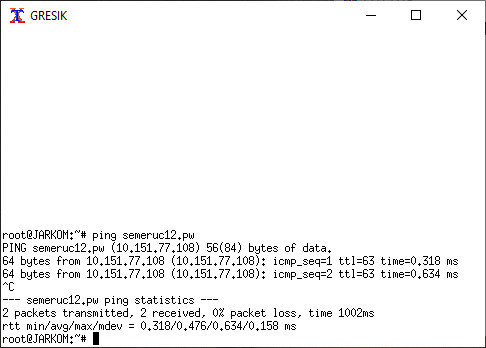 GRESIK
root@JARKOM:~# ping semeruc12.pw
PING semeruc12.pw (10.151.77.108) 56(84) bytes of data.
64 bytes from 10.151.77.108 (10.151.77.108): icmp_seq=1 ttl=63 time=0.318 ms
64 bytes from 10.151.77.108 (10.151.77.108): icmp_seq=2 ttl=63 time=0.634 ms
^C
--- semeruc12.pw ping statistics ---
2 packets transmitted, 2 received, 0% packet loss, time 1002ms
rtt min/avg/max/mdev = 0.318/0.476/0.634/0.158 ms
root@JARKOM:~#